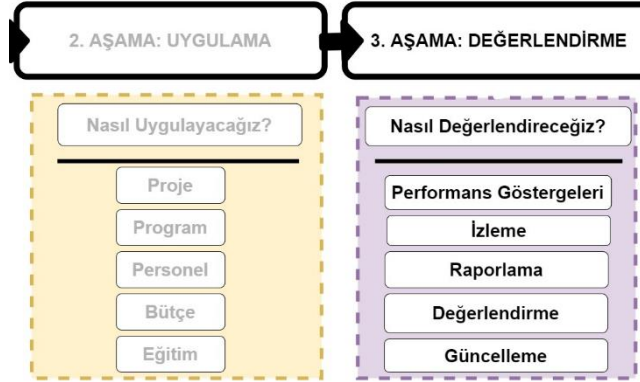 2. AŞAMA: UYGULAMA
Nasıl Uygulayacağız?
Proje
Program
Personel
Bütçe
Eğitim
3. AŞAMA: DEĞERLENDİRME
Nasıl Değerlendireceğiz?
Performans Göstergeleri
İzleme
Raporlama
Değerlendirme
Güncelleme